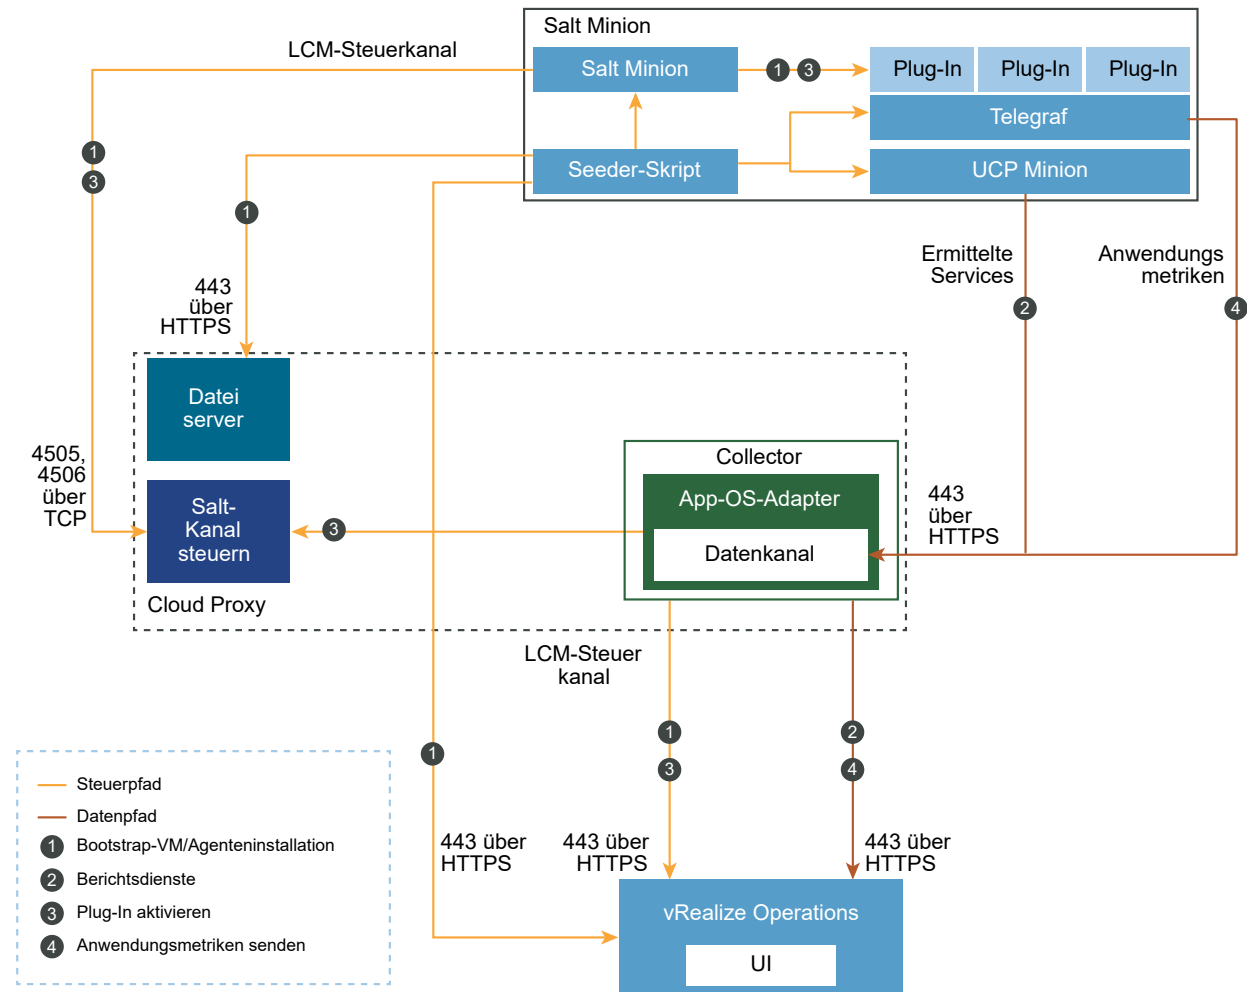 Salt Minion
LCM-Steuerkanal
Salt Minion
1
3
Plug-In
Plug-In
Plug-In
Telegraf
Seeder-Skript
UCP Minion
1
3
1
443
über
HTTPS
Ermittelte
Services
2
Anwendungs
metriken
4
Datei
server
4505,
4506
über
TCP
Salt-
Kanal
steuern
Cloud Proxy
3
Collector
App-OS-Adapter
Datenkanal
443
über
HTTPS
LCM-Steuer
kanal
1
1
3
2
4
443 über
HTTPS
443 über
HTTPS
443 über
HTTPS
vRealize Operations
UI
Steuerpfad
Datenpfad
1 Bootstrap-VM/Agenteninstallation
2 Berichtsdienste
3 Plug-In aktivieren
4 Anwendungsmetriken senden